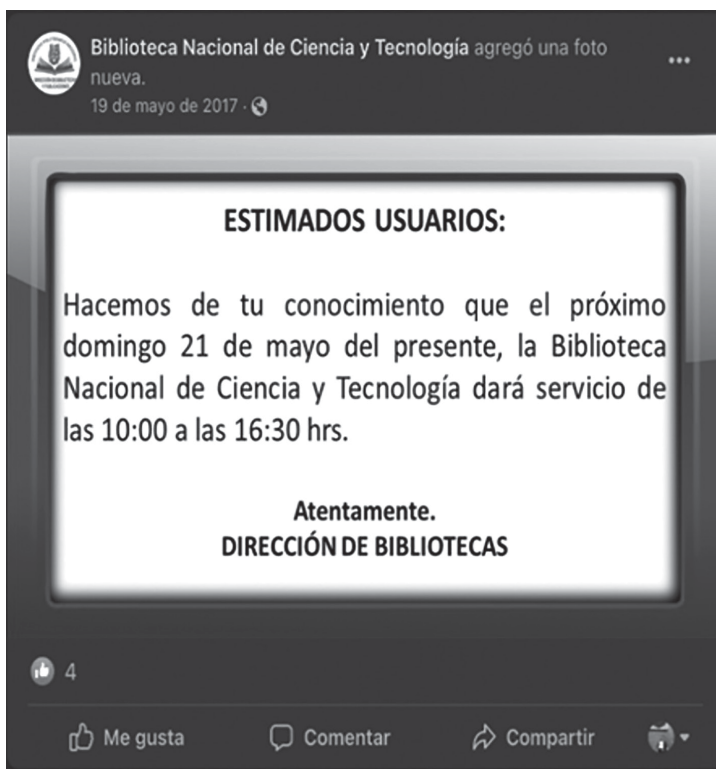 Biblioteca Nacional de Ciencia y Tecnología agregó una foto
nueva.
19 de mayo de 2017 ·
ESTIMADOS USUARIOS:
Hacemos de tu conocimiento que el próximo
domingo 21 de mayo del presente, la Biblioteca
Nacional de Ciencia y Tecnología dará servicio de
las 10:00 a las 16:30 hrs.
Atentamente.
DIRECCIÓN DE BIBLIOTECAS
4
Me gusta Comentar Compartir